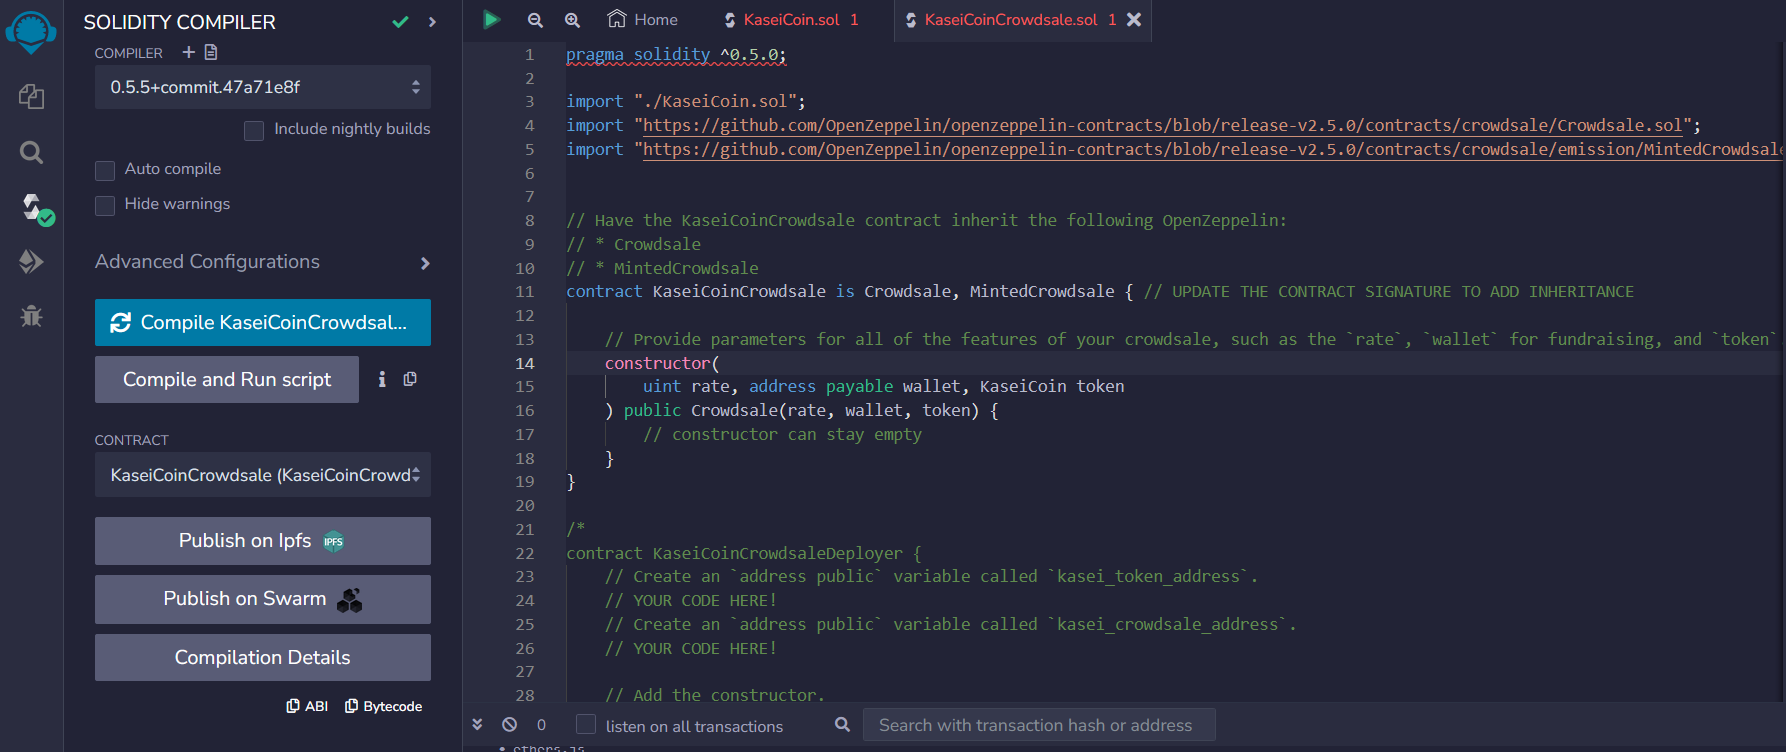 SOLIDITY COMPILER
COMPILER
0.5.5+commit.47a71e8f
Include nightly builds
Auto compile
Hide warnings
Advanced Configurations
Compile KaseiCoinCrowdsal...
Compile and Run script
CONTRACT
KaseiCoinCrowdsale (KaseiCoinCrowd
Publish on Ipfs
IPFS
Publish on Swarm
Compilation Details
ABI
Bytecode
Home
KaseiCoin.sol 1
KaseiCoinCrowdsale.sol 1
1 pragma solidity ^0.5.0;
2
3 import "./KaseiCoin.sol";
4 import "https://github.com/OpenZeppelin/openzeppelin-contracts/blob/release-v2.5.0/contracts/crowdsale/Crowdsale.sol";
5 import "https://github.com/OpenZeppelin/openzeppelin-contracts/blob/release-v2.5.0/contracts/crowdsale/emission/MintedCrowdsale
6
7
8 // Have the KaseiCoinCrowdsale contract inherit the following OpenZeppelin:
9 // * Crowdsale
10 // * MintedCrowdsale
11 contract KaseiCoinCrowdsale is Crowdsale, MintedCrowdsale { // UPDATE THE CONTRACT SIGNATURE TO ADD INHERITANCE
12
13 // Provide parameters for all of the features of your crowdsale, such as the `rate`, `wallet` for fundraising, and `token`
14 constructor(
15 uint rate, address payable wallet, KaseiCoin token
16 ) public Crowdsale(rate, wallet, token) {
17 // constructor can stay empty
18 }
19 }
20
21 /*
22 contract KaseiCoinCrowdsaleDeployer {
23 // Create an `address public` variable called `kasei_token_address`.
24 // YOUR CODE HERE!
25 // Create an `address public` variable called `kasei_crowdsale_address`.
26 // YOUR CODE HERE!
27
28 // Add the constructor.
0
listen on all transactions
Search with transaction hash or address
• ethers.js